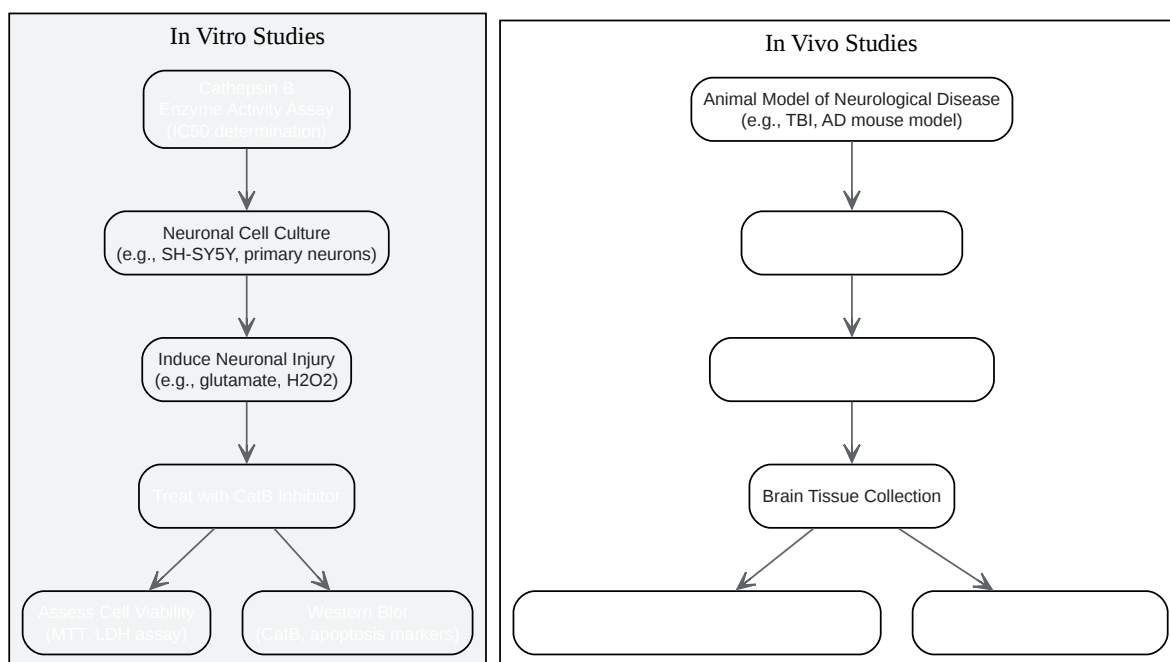 In Vitro Studies
Cathepsin B
Enzyme Activity Assay
(IC50 determination)
Neuronal Cell Culture
(e.g., SH-SY5Y, primary neurons)
Induce Neuronal Injury
(e.g., glutamate, H2O2)
Treat with CatB Inhibitor
Assess Cell Viability
(MTT, LDH assay)
Western Blot
(CatB, apoptosis markers)
In Vivo Studies
Animal Model of Neurological Disease
(e.g., TBI, AD mouse model)
Brain Tissue Collection